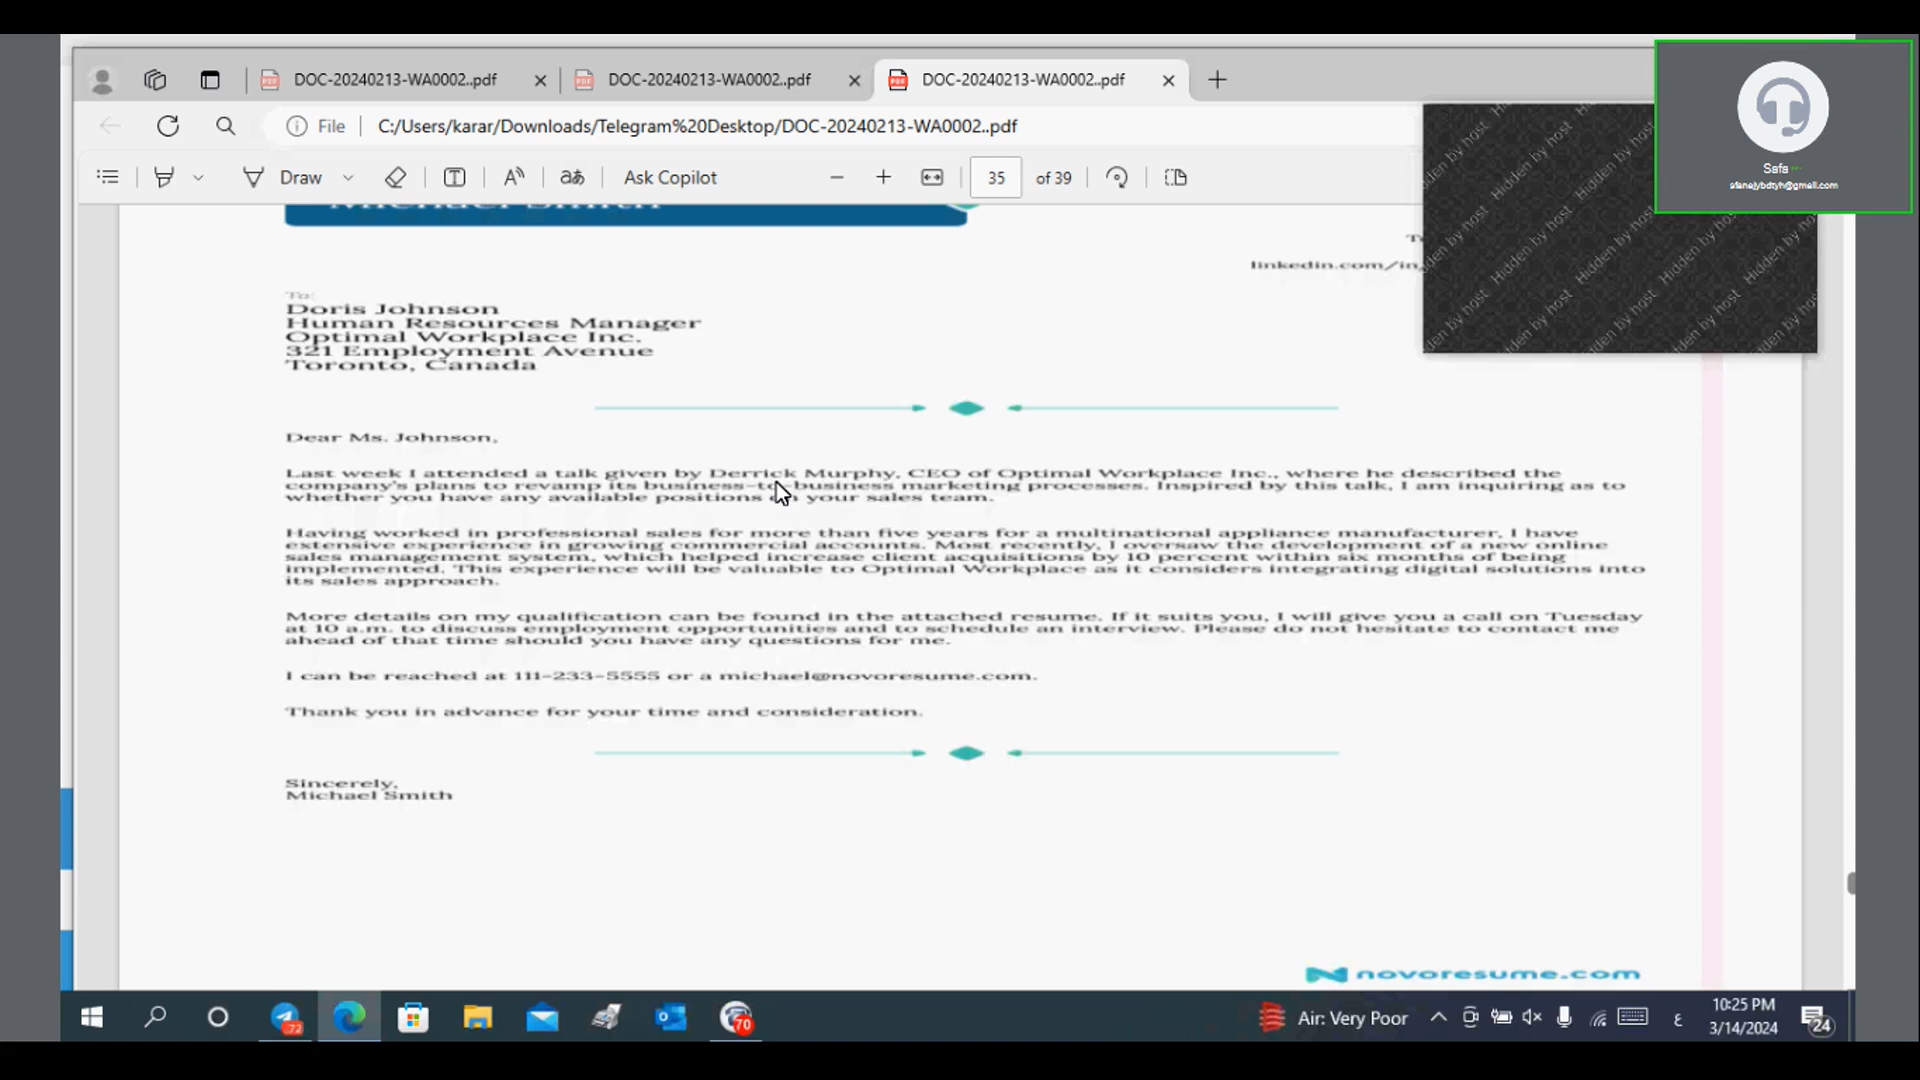 DOC-20240213-WA0002..pdf
DOC-20240213-WA0002..pdf
DOC-20240213-WA0002..pdf
File
C:/Users/karar/Downloads/Telegram%20Desktop/DOC-20240213-WA0002..pdf
Draw
aあ
Ask Copilot
35
of 39
Safa
Hidden by host
Michael Smith
linkedin.com/in
To:
Doris Johnson
Human Resources Manager
Optimal Workplace Inc.
321 Employment Avenue
Toronto, Canada
Dear Ms. Johnson,
Last week I attended a talk given by Derrick Murphy, CEO of Optimal Workplace Inc., where he described the
company's plans to revamp its business-to-business marketing processes. Inspired by this talk, I am inquiring as to
whether you have any available positions on your sales team.
Having worked in professional sales for more than five years for a multinational appliance manufacturer, I have
extensive experience in growing commercial accounts. Most recently, I oversaw the development of a new online
sales management system, which helped increase client acquisitions by 10 percent within six months of being
implemented. This experience will be valuable to Optimal Workplace as it considers integrating digital solutions into
its sales approach.
More details on my qualification can be found in the attached resume. If it suits you, I will give you a call on Tuesday
at 10 a.m. to discuss employment opportunities and to schedule an interview. Please do not hesitate to contact me
ahead of that time should you have any questions for me.
I can be reached at 111-233-5555 or a michael@novoresume.com.
Thank you in advance for your time and consideration.
Sincerely,
Michael Smith
novoresume.com
72
70
Air: Very Poor
ع
10:25 PM
3/14/2024
24